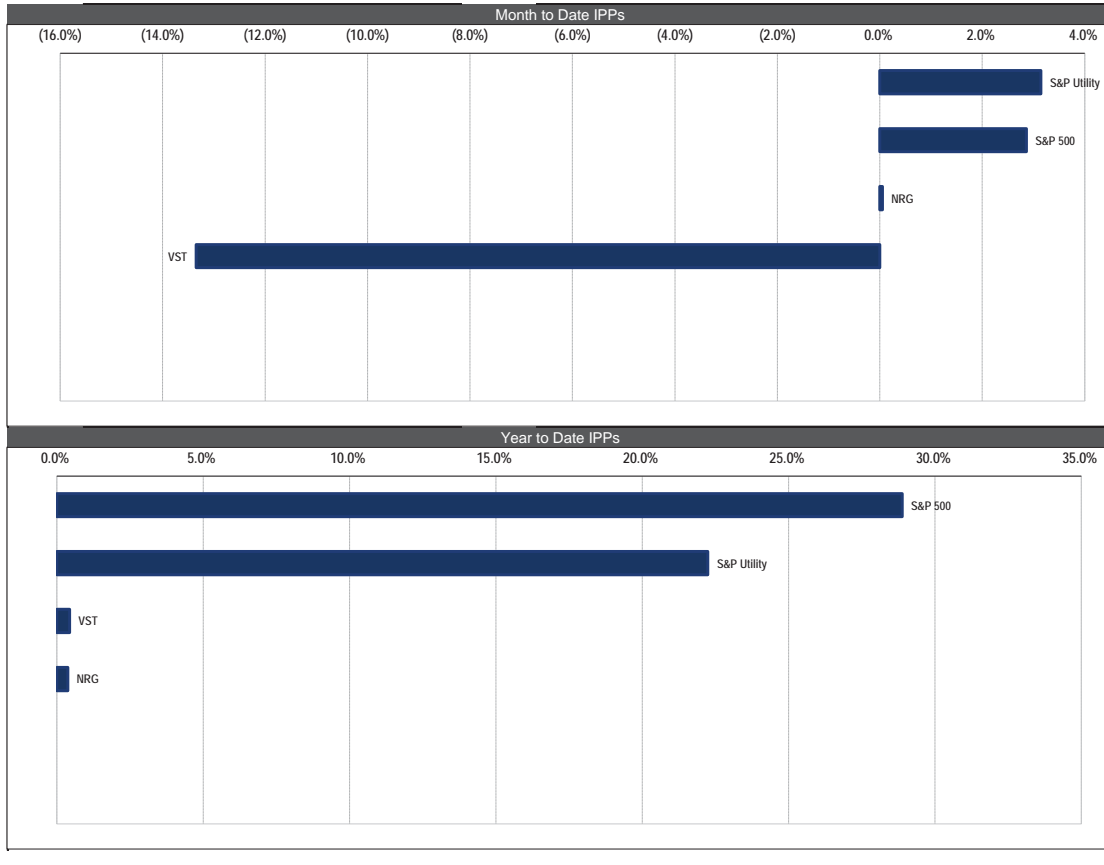 Month to Date IPPs
(16.0%) (14.0%) (12.0%) (10.0%) (8.0%) (6.0%) (4.0%) (2.0%) 0.0% 2.0% 4.0%
S&P Utility
S&P 500
NRG
VST
Year to Date IPPs
0.0% 5.0% 10.0% 15.0% 20.0% 25.0% 30.0% 35.0%
S&P 500
S&P Utility
VST
NRG